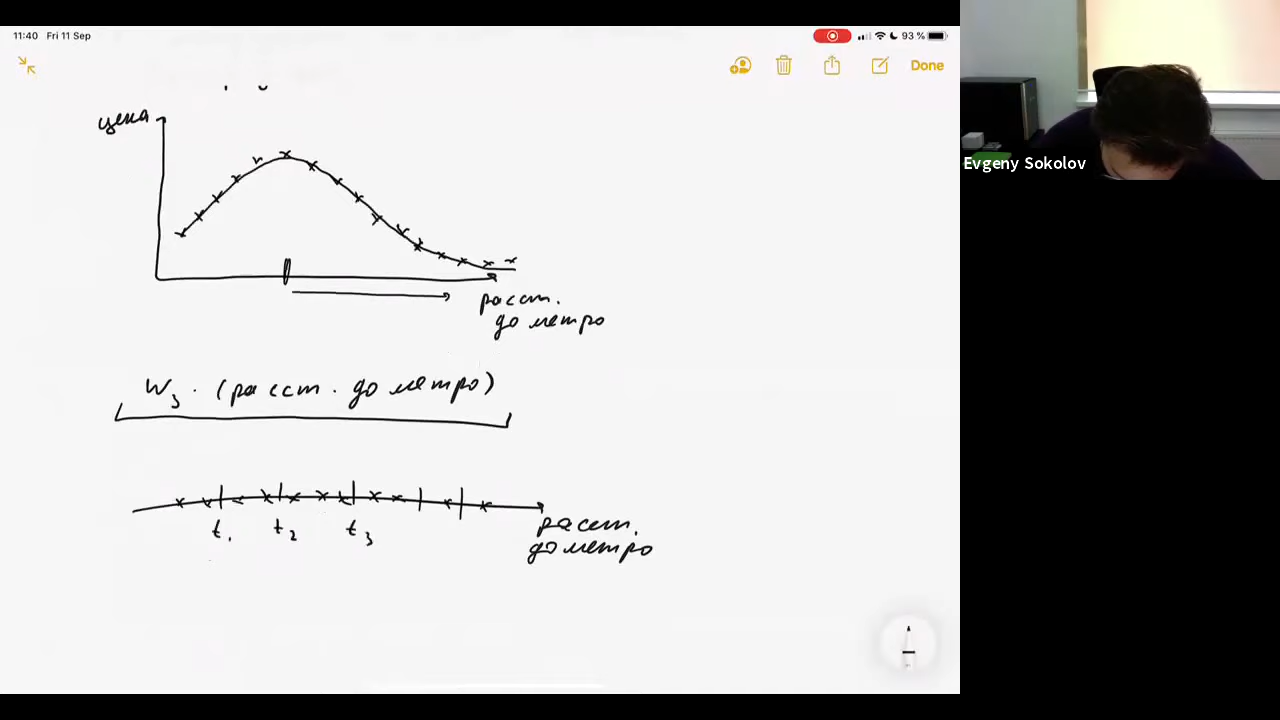 11:40 Fri 11 Sep
93 %
Done
Evgeny Sokolov
цена
расст.
до метро
w₃ · (расст. до метро)
t₁ t₂ t₃
расст.
до метро